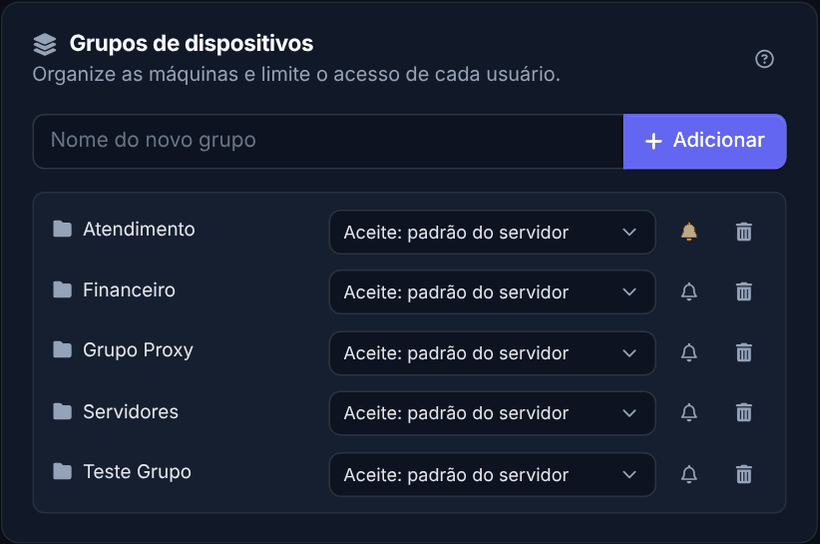 Grupos de dispositivos
Organize as máquinas e limite o acesso de cada usuário.
?
Nome do novo grupo
+ Adicionar
Atendimento
Aceite: padrão do servidor
Financeiro
Aceite: padrão do servidor
Grupo Proxy
Aceite: padrão do servidor
Servidores
Aceite: padrão do servidor
Teste Grupo
Aceite: padrão do servidor